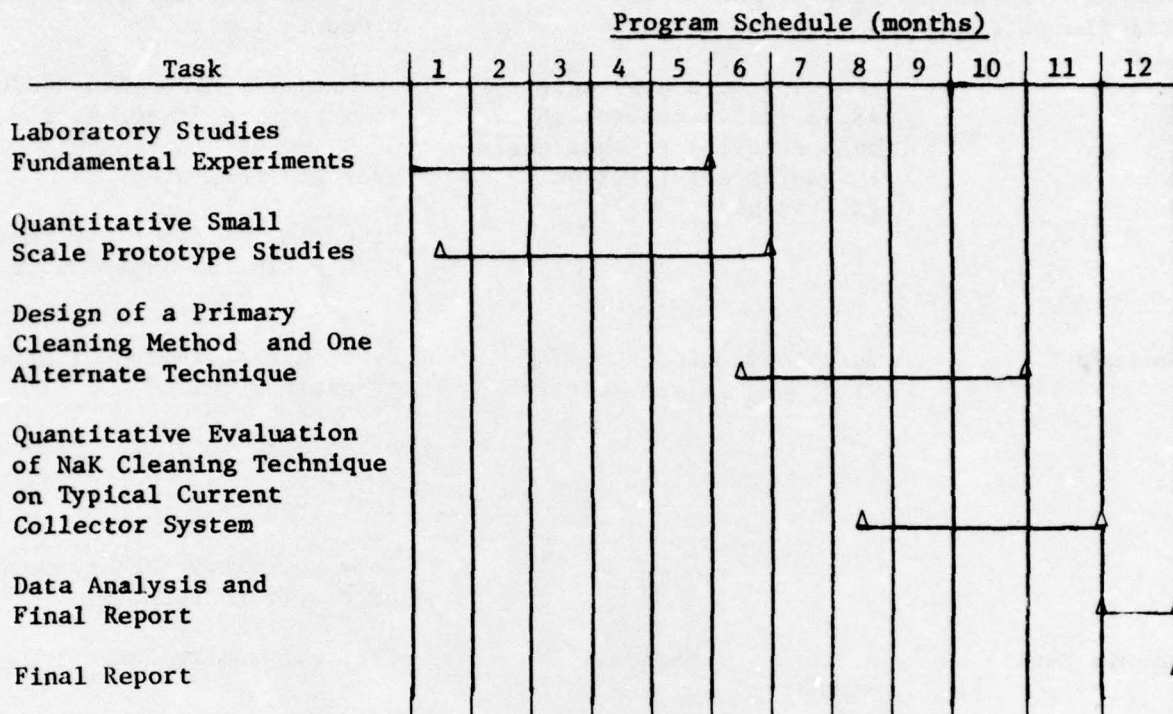 Program Schedule (months)
Task 1 2 3 4 5 6 7 8 9 10 11 12
Laboratory Studies
Fundamental Experiments
Quantitative Small
Scale Prototype Studies
Design of a Primary
Cleaning Method and One
Alternate Technique
Quantitative Evaluation
of NaK Cleaning Technique
on Typical Current
Collector System
Data Analysis and
Final Report
Final Report